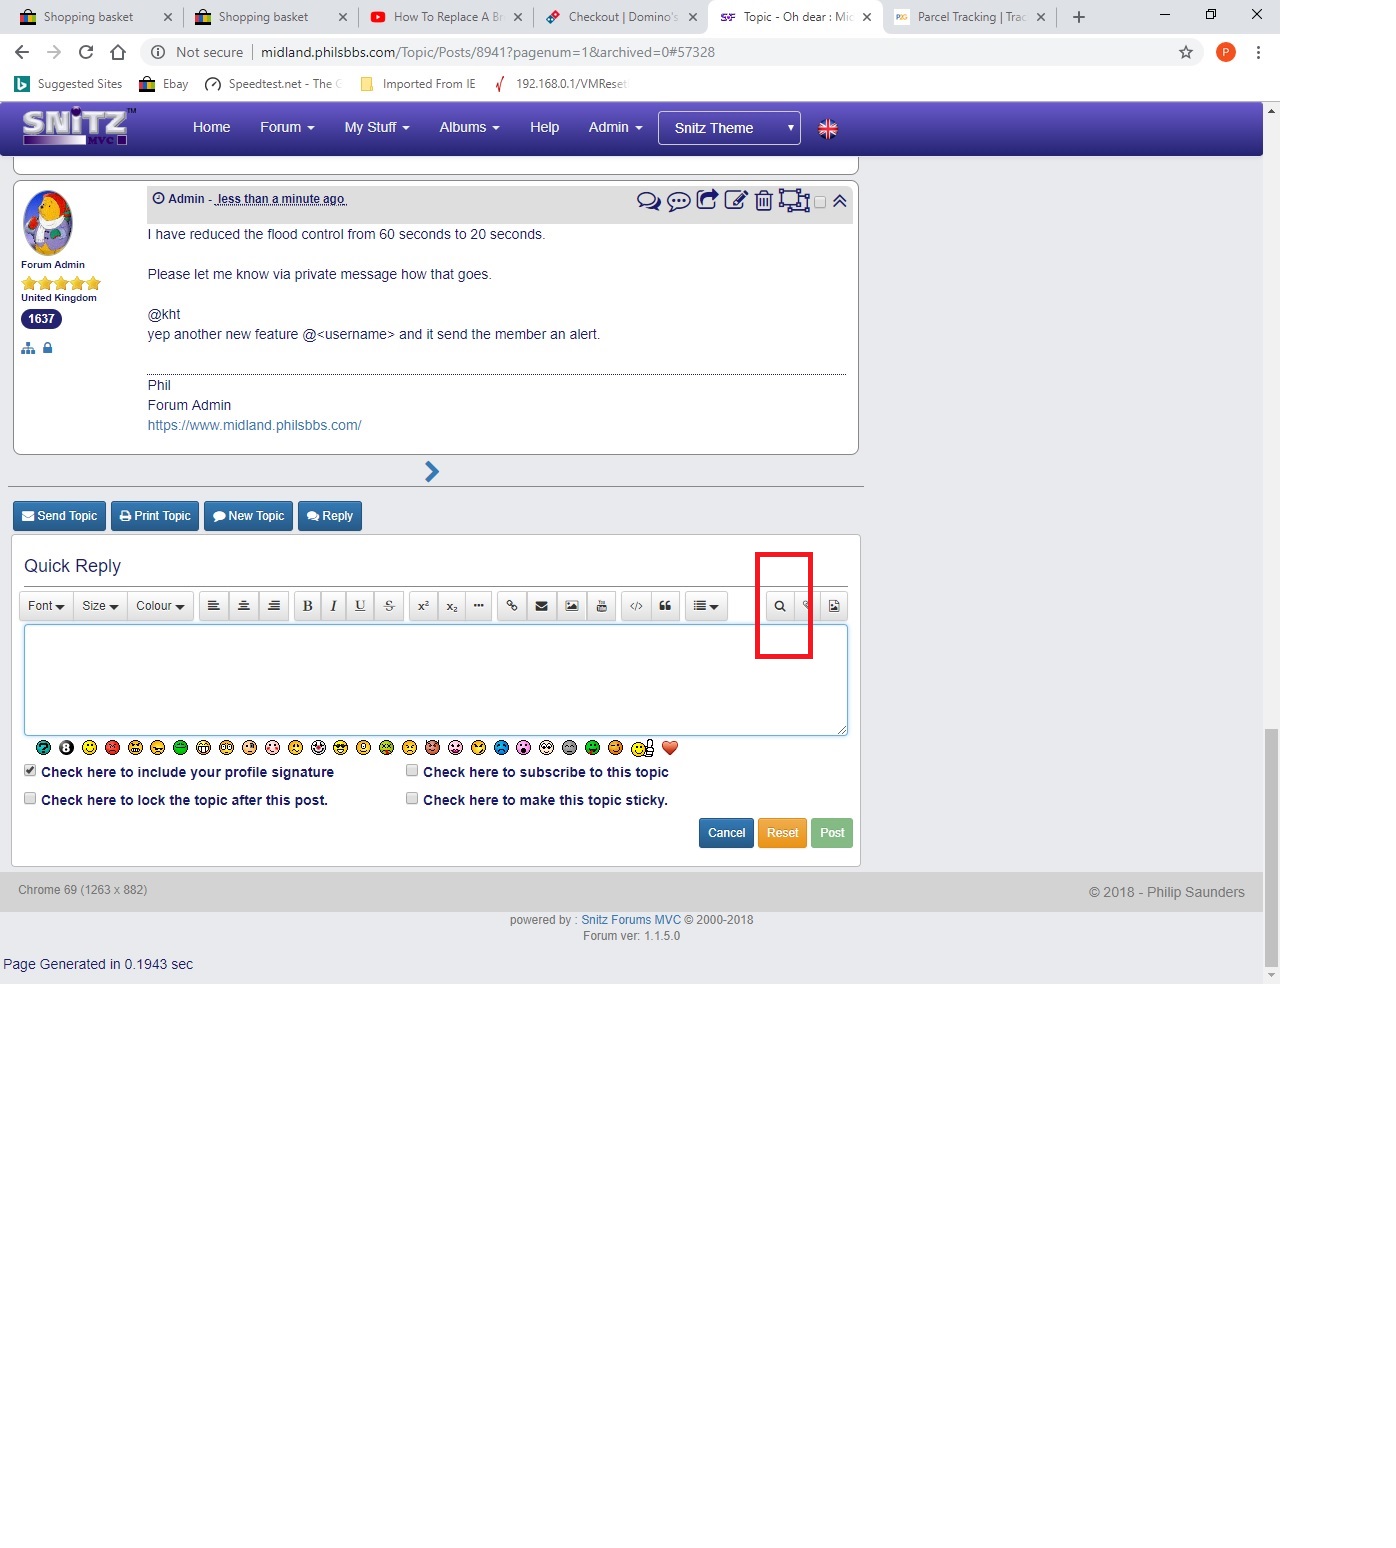 Shopping basket
Shopping basket
How To Replace A Br
Checkout | Domino's
Topic - Oh dear : Mi
Parcel Tracking | Trac
Not secure | midland.philsbbs.com/Topic/Posts/8941?pagenum=1&archived=0#57328
P
Suggested Sites
Ebay
Speedtest.net - The G
Imported From IE
192.168.0.1/VMReset
SNiTZ™
MVC
Home
Forum
My Stuff
Albums
Help
Admin
Snitz Theme
Admin - less than a minute ago
Forum Admin
United Kingdom
1637
I have reduced the flood control from 60 seconds to 20 seconds.
Please let me know via private message how that goes.
@kht
yep another new feature @<username> and it send the member an alert.
Phil
Forum Admin
https://www.midland.philsbbs.com/
Send Topic
Print Topic
New Topic
Reply
Quick Reply
Font
Size
Colour
B I U S x² x₂
Check here to include your profile signature
Check here to subscribe to this topic
Check here to lock the topic after this post.
Check here to make this topic sticky.
Cancel
Reset
Post
Chrome 69 (1263 x 882)
© 2018 - Philip Saunders
powered by : Snitz Forums MVC © 2000-2018
Forum ver: 1.1.5.0
Page Generated in 0.1943 sec